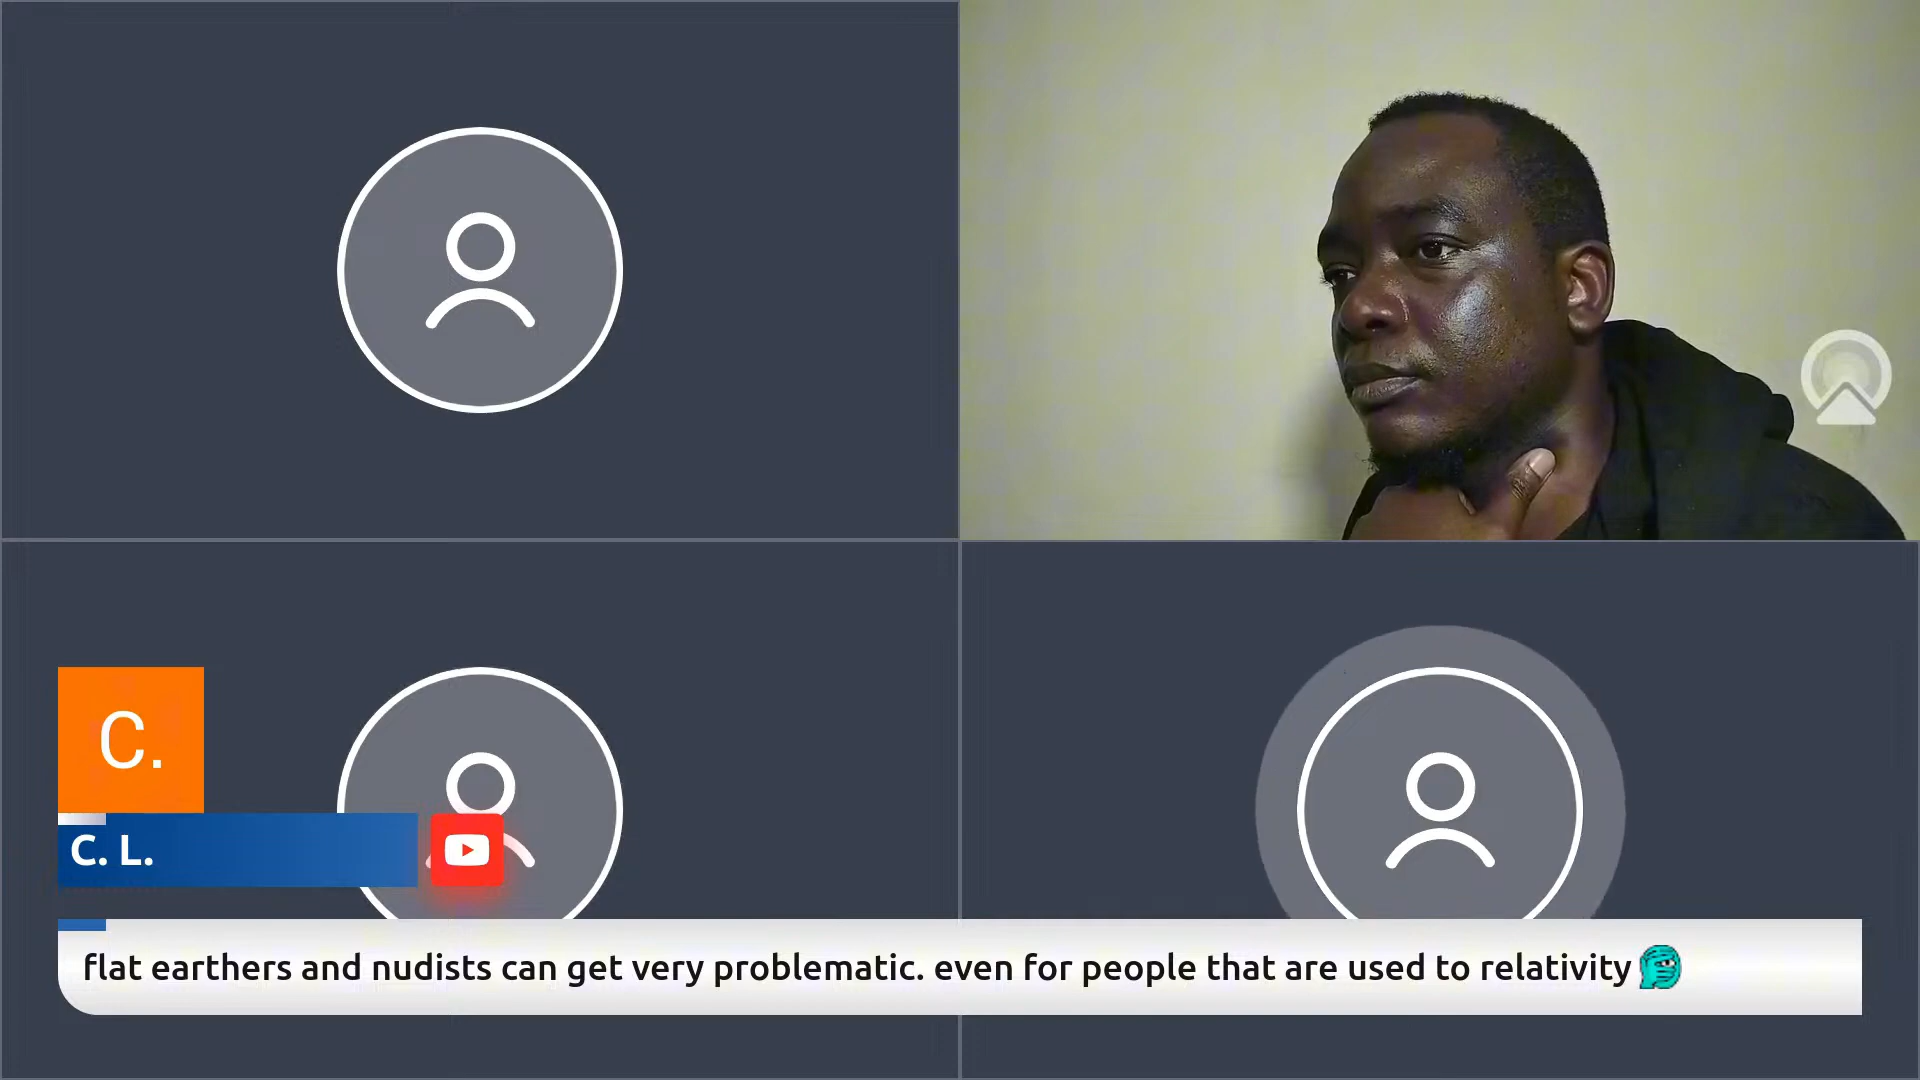 C.
C. L.
flat earthers and nudists can get very problematic. even for people that are used to relativity